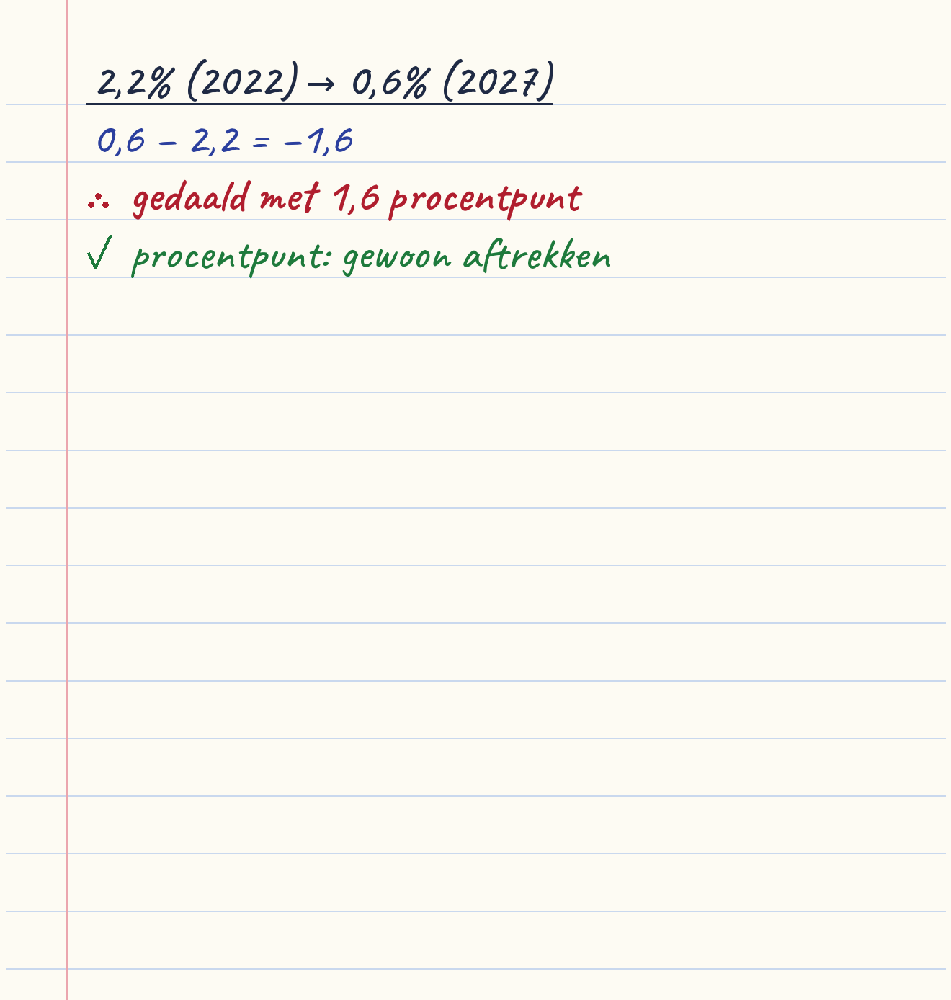 2,2% (2022) → 0,6% (2027)
0,6 – 2,2 = –1,6
∴ gedaald met 1,6 procentpunt
✓ procentpunt: gewoon aftrekken